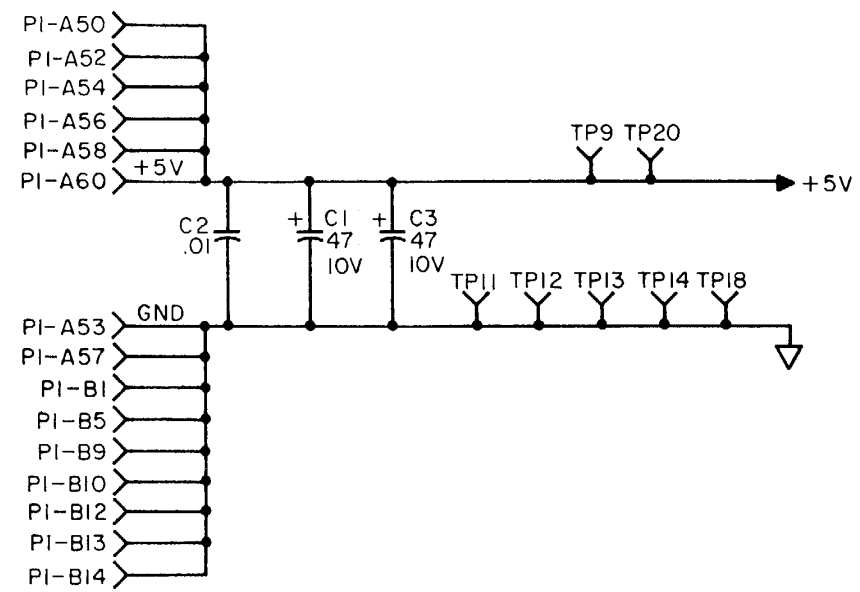 P1-A50
P1-A52
P1-A54
P1-A56
P1-A58
+5V
P1-A60
TP9 TP20
+5V
C2
.01
+ C1
47
10V
+ C3
47
10V
TP11 TP12 TP13 TP14 TP18
P1-A53
GND
P1-A57
P1-B1
P1-B5
P1-B9
P1-B10
P1-B12
P1-B13
P1-B14